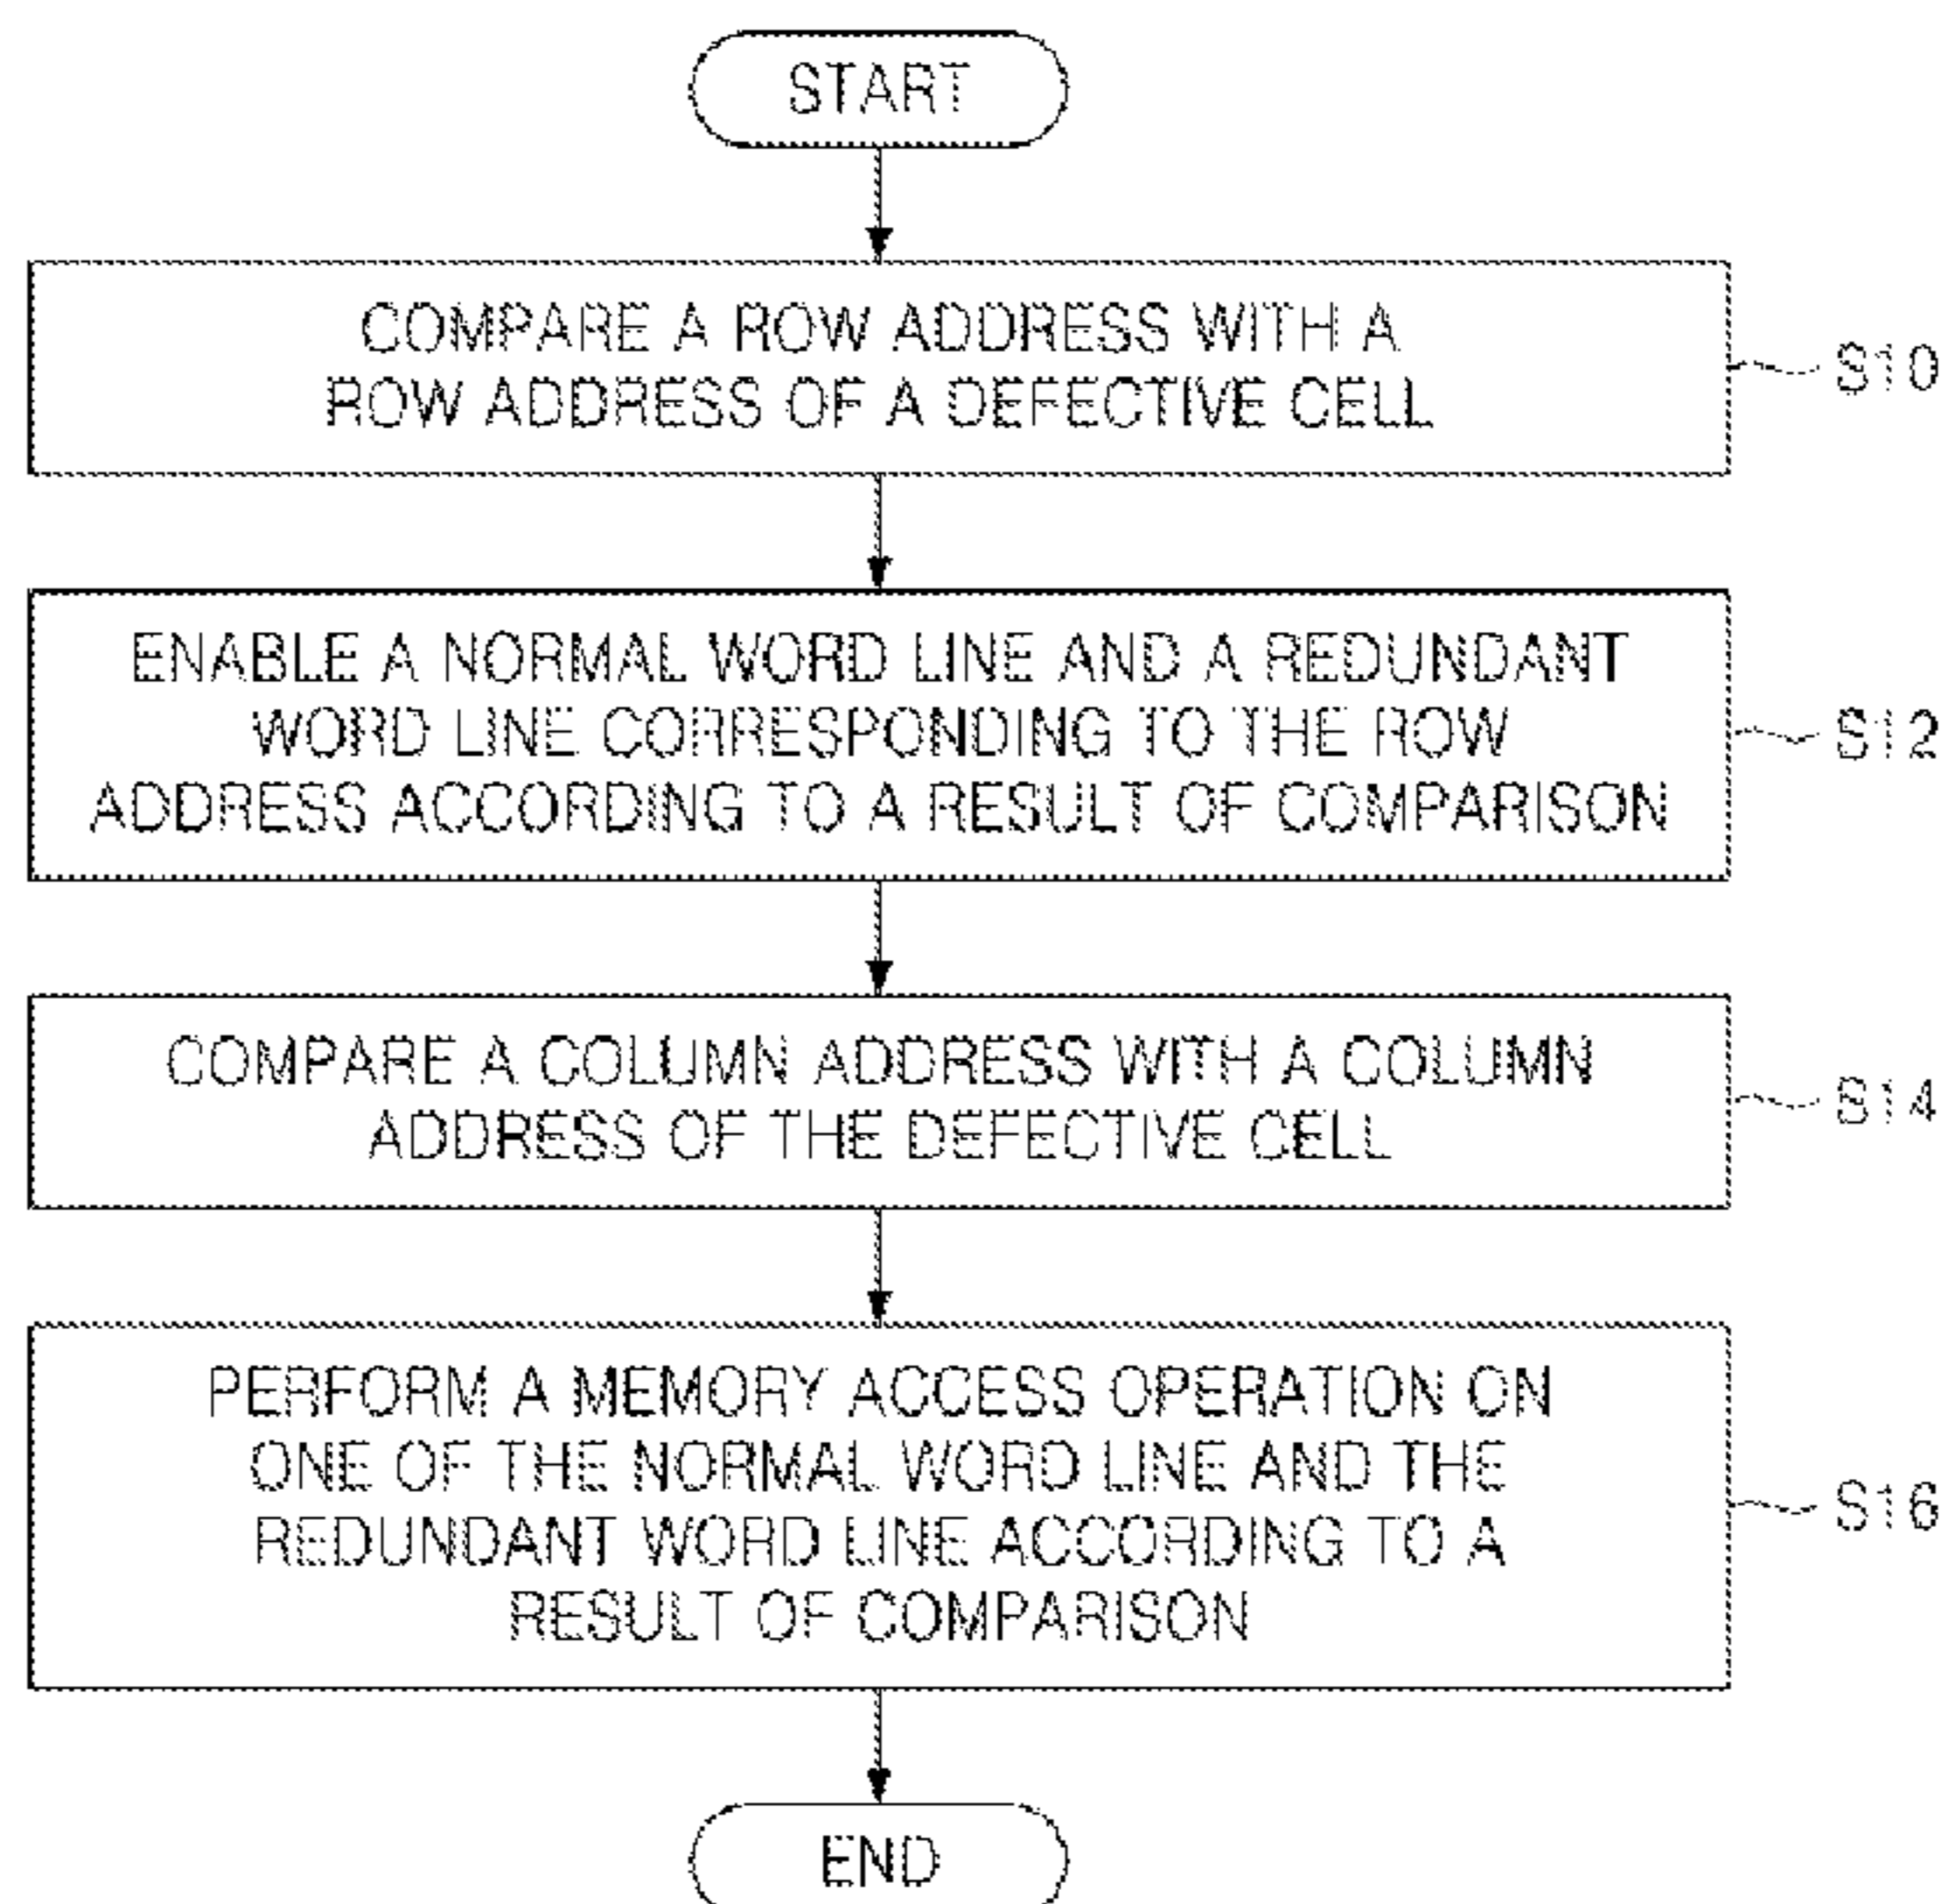 START
COMPARE A ROW ADDRESS WITH A
ROW ADDRESS OF A DEFECTIVE CELL
S10
ENABLE A NORMAL WORD LINE AND A REDUNDANT
WORD LINE CORRESPONDING TO THE ROW
ADDRESS ACCORDING TO A RESULT OF COMPARISON
S12
COMPARE A COLUMN ADDRESS WITH A COLUMN
ADDRESS OF THE DEFECTIVE CELL
S14
PERFORM A MEMORY ACCESS OPERATION ON
ONE OF THE NORMAL WORD LINE AND THE
REDUNDANT WORD LINE ACCORDING TO A
RESULT OF COMPARISON
S16
END